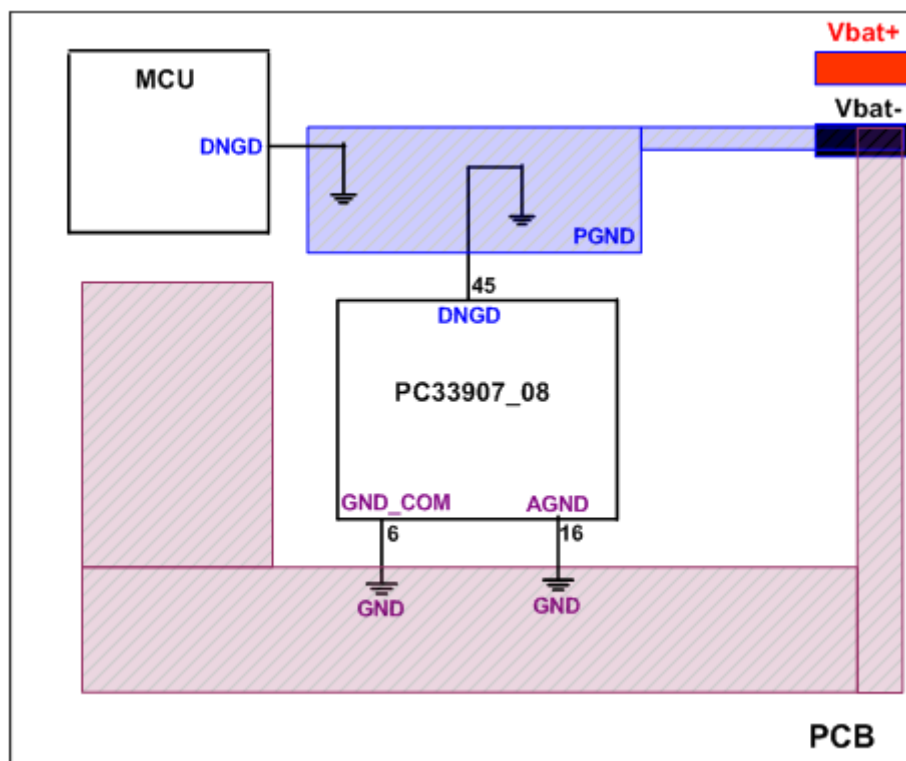 Vbat+
MCU
Vbat-
DNGD
PGND
45
DNGD
PC33907_08
GND_COM
AGND
6
16
GND
GND
PCB